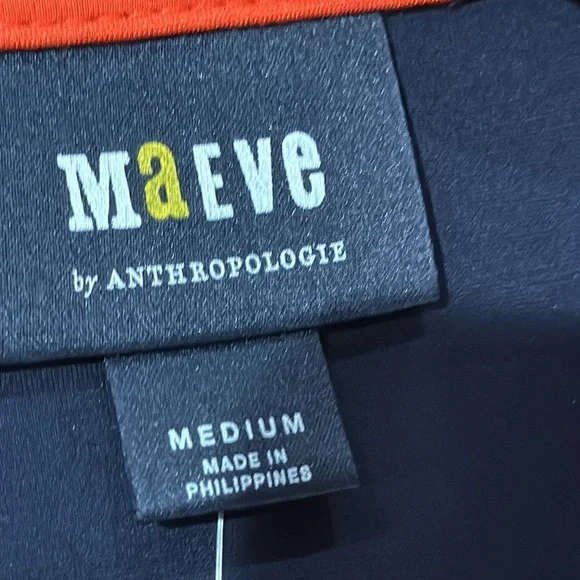 MaEVe
by ANTHROPOLOGIE
MEDIUM
MADE IN
PHILIPPINES